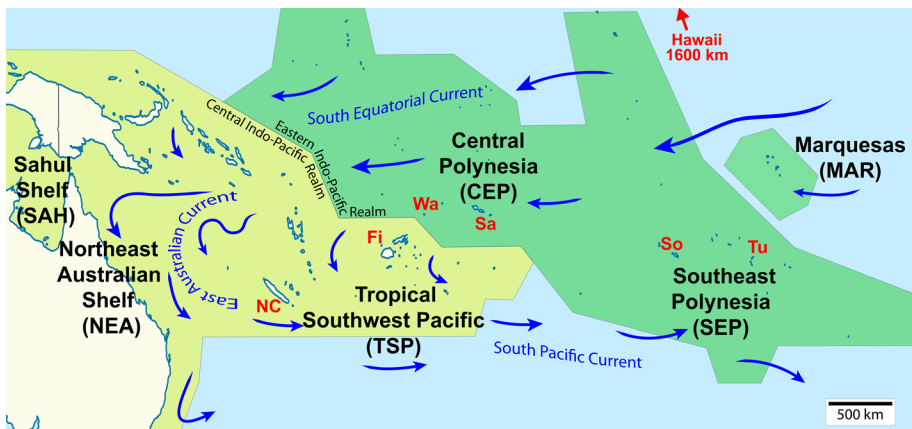 Hawaii
1600 km
South Equatorial Current
Central Indo-Pacific Realm
Eastern Indo-Pacific
Realm
Central
Polynesia
(CEP)
Marquesas
(MAR)
Sahul
Shelf
(SAH)
Wa
Sa
Fi
So
Tu
Northeast
Australian
Shelf
(NEA)
East Australian Current
NC
Tropical
Southwest Pacific
(TSP)
Southeast
Polynesia
(SEP)
South Pacific Current
500 km